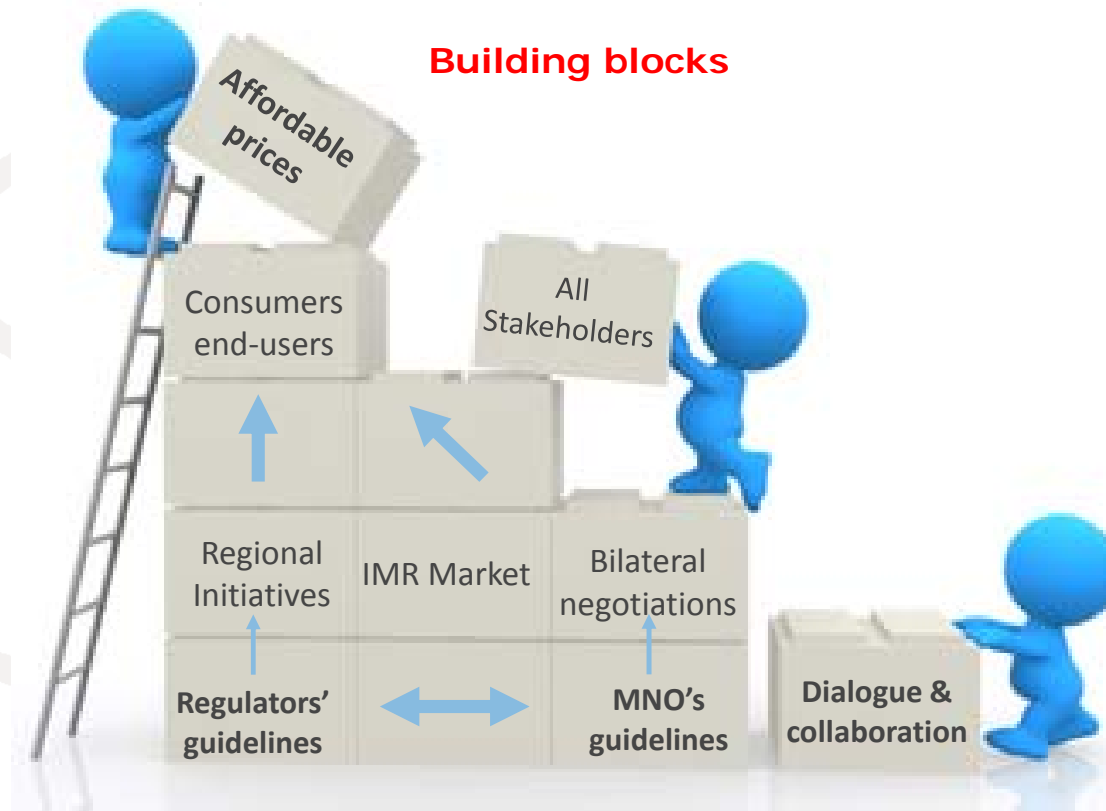 Building blocks
Affordable
prices
Consumers
end-users
All
Stakeholders
Regional
Initiatives
IMR Market
Bilateral
negotiations
Regulators’
guidelines
MNO’s
guidelines
Dialogue &
collaboration